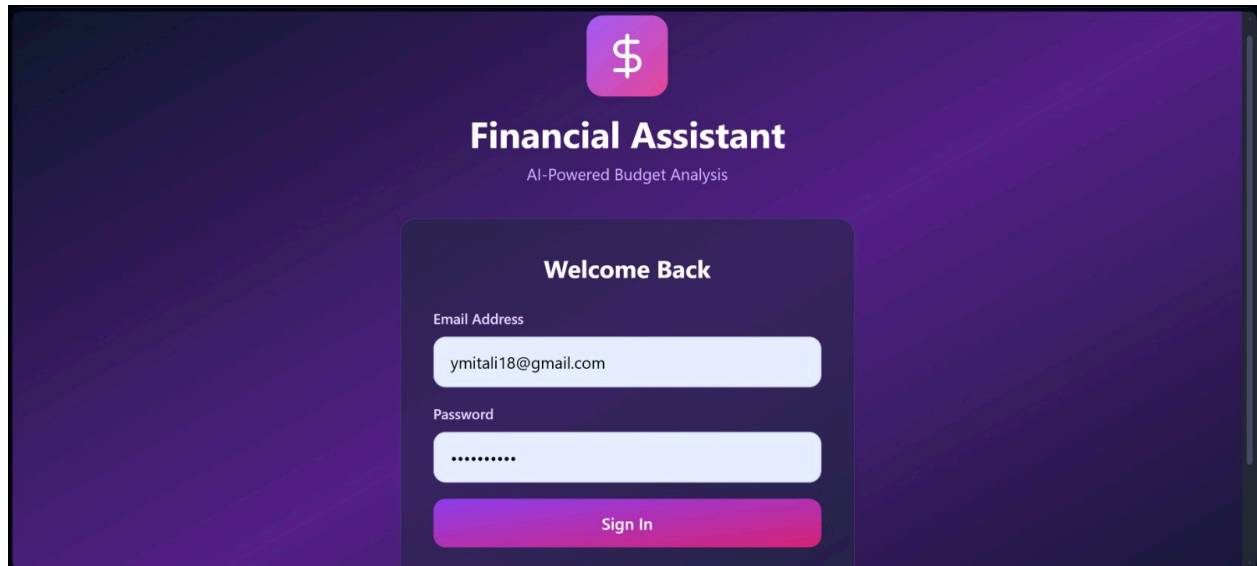 $
Financial Assistant
AI-Powered Budget Analysis
Welcome Back
Email Address
ymitali18@gmail.com
Password
••••••••••
Sign In